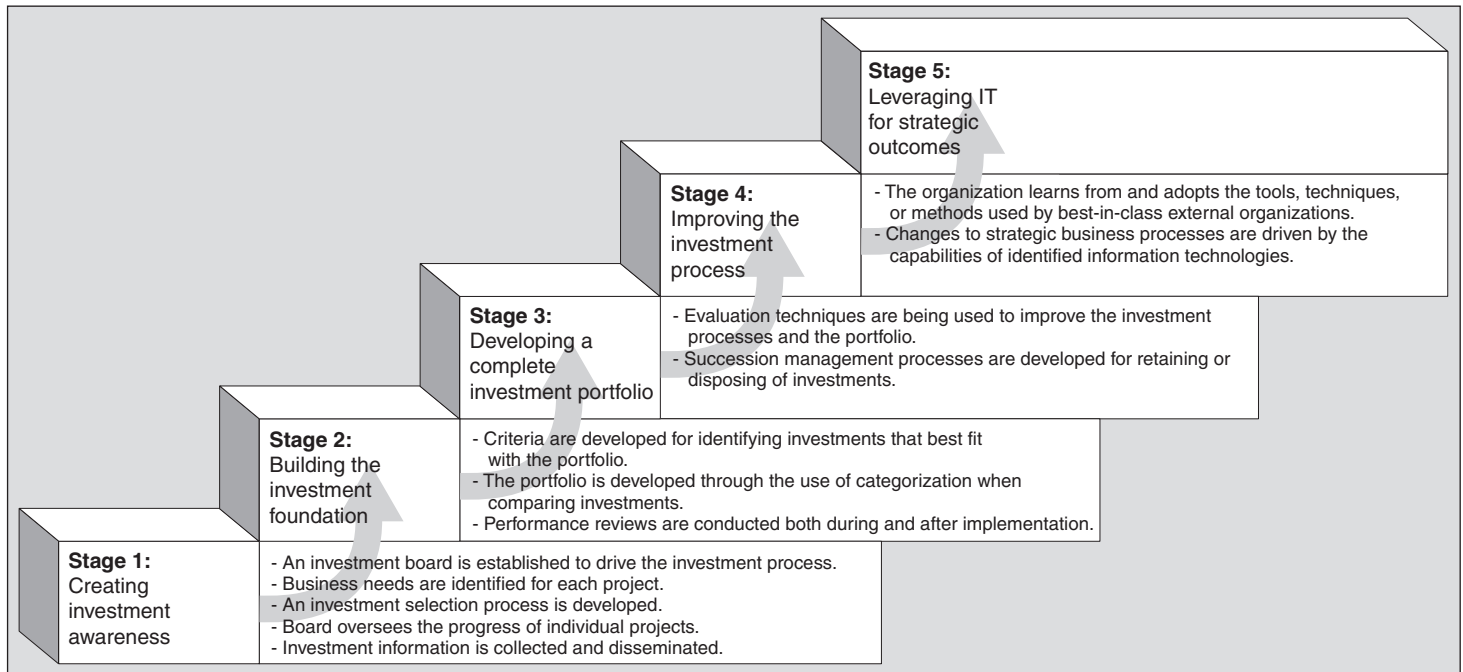 Stage 5:
Leveraging IT
for strategic
outcomes
- The organization learns from and adopts the tools, techniques,
or methods used by best-in-class external organizations.
- Changes to strategic business processes are driven by the
capabilities of identified information technologies.
Stage 4:
Improving the
investment
process
- Evaluation techniques are being used to improve the investment
processes and the portfolio.
- Succession management processes are developed for retaining or
disposing of investments.
Stage 3:
Developing a
complete
investment portfolio
- Criteria are developed for identifying investments that best fit
with the portfolio.
- The portfolio is developed through the use of categorization when
comparing investments.
- Performance reviews are conducted both during and after implementation.
Stage 2:
Building the
investment
foundation
- An investment board is established to drive the investment process.
- Business needs are identified for each project.
- An investment selection process is developed.
- Board oversees the progress of individual projects.
- Investment information is collected and disseminated.
Stage 1:
Creating
investment
awareness